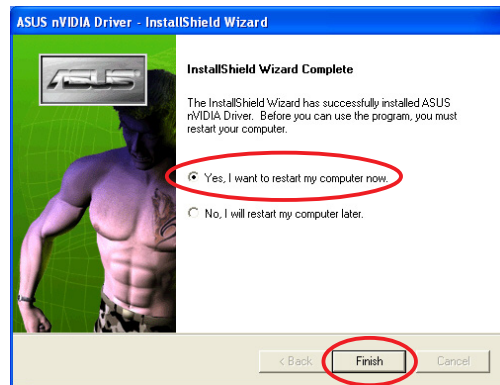 ASUS nVIDIA Driver - InstallShield Wizard
ASUS
InstallShield Wizard Complete
The InstallShield Wizard has successfully installed ASUS
nVIDIA Driver. Before you can use the program, you must
restart your computer.
Yes, I want to restart my computer now.
No, I will restart my computer later.
< Back
Finish
Cancel